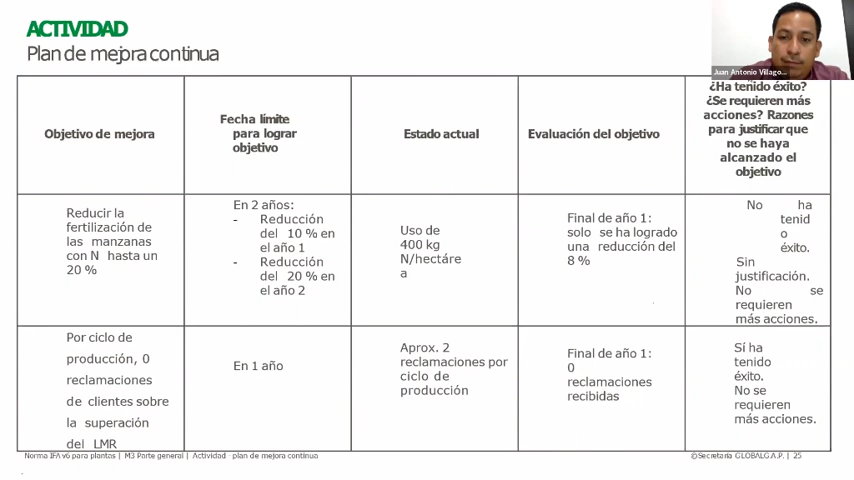 ACTIVIDAD
Plan de mejora continua
Juan Antonio Villago...
Objetivo de mejora
Fecha límite
para lograr
objetivo
Estado actual
Evaluación del objetivo
¿Ha tenido éxito?
¿Se requieren más
acciones? Razones
para justificar que
no se haya
alcanzado el
objetivo
Reducir la
fertilización de
las manzanas
con N hasta un
20 %
En 2 años:
- Reducción
del 10 % en
el año 1
- Reducción
del 20 % en
el año 2
Uso de
400 kg
N/hectáre
a
Final de año 1:
solo se ha logrado
una reducción del
8 %
No ha
tenid
o
éxito.
Sin
justificación.
No se
requieren
más acciones.
Por ciclo de
producción, 0
reclamaciones
de clientes sobre
la superación
del LMR
En 1 año
Aprox. 2
reclamaciones por
ciclo de
producción
Final de año 1:
0
reclamaciones
recibidas
Sí ha
tenido
éxito.
No se
requieren
más acciones.
Norma IFA v6 para plantas | M3 Parte general | Actividad - plan de mejora continua
©Secretaría GLOBALG.A.P. | 25